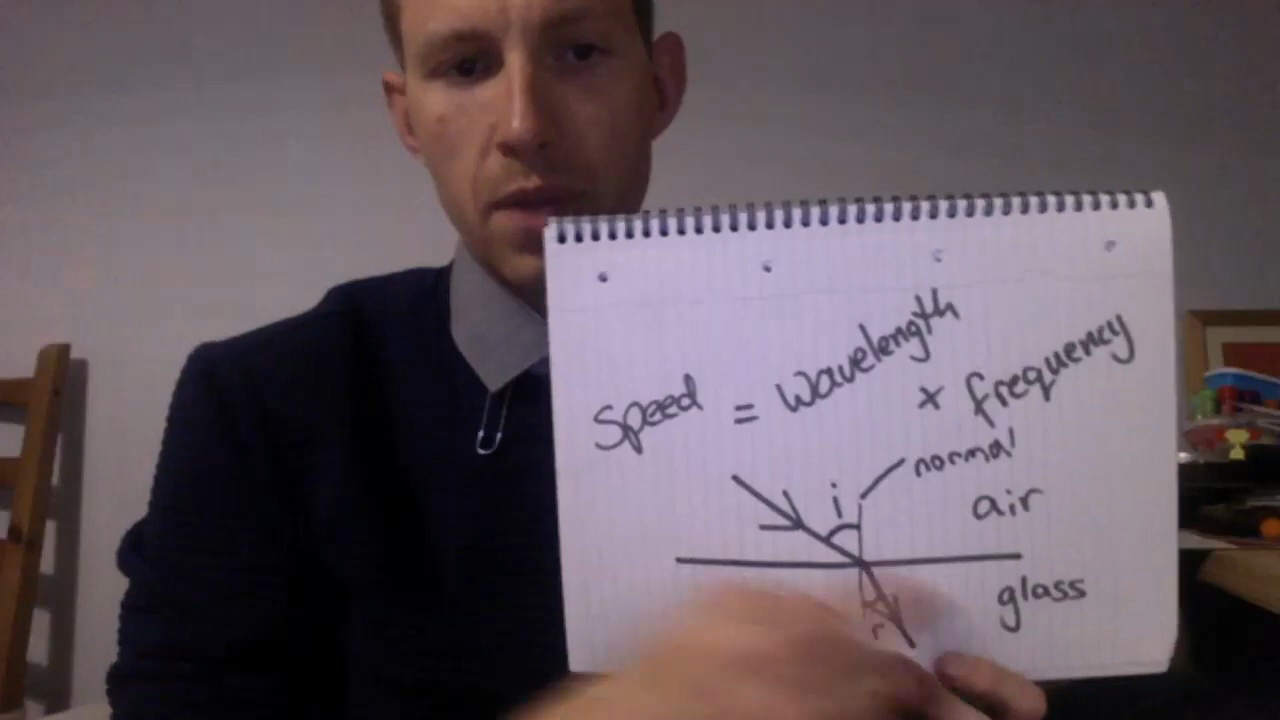 Speed = Wavelength
x frequency
normal
i
air
glass
r